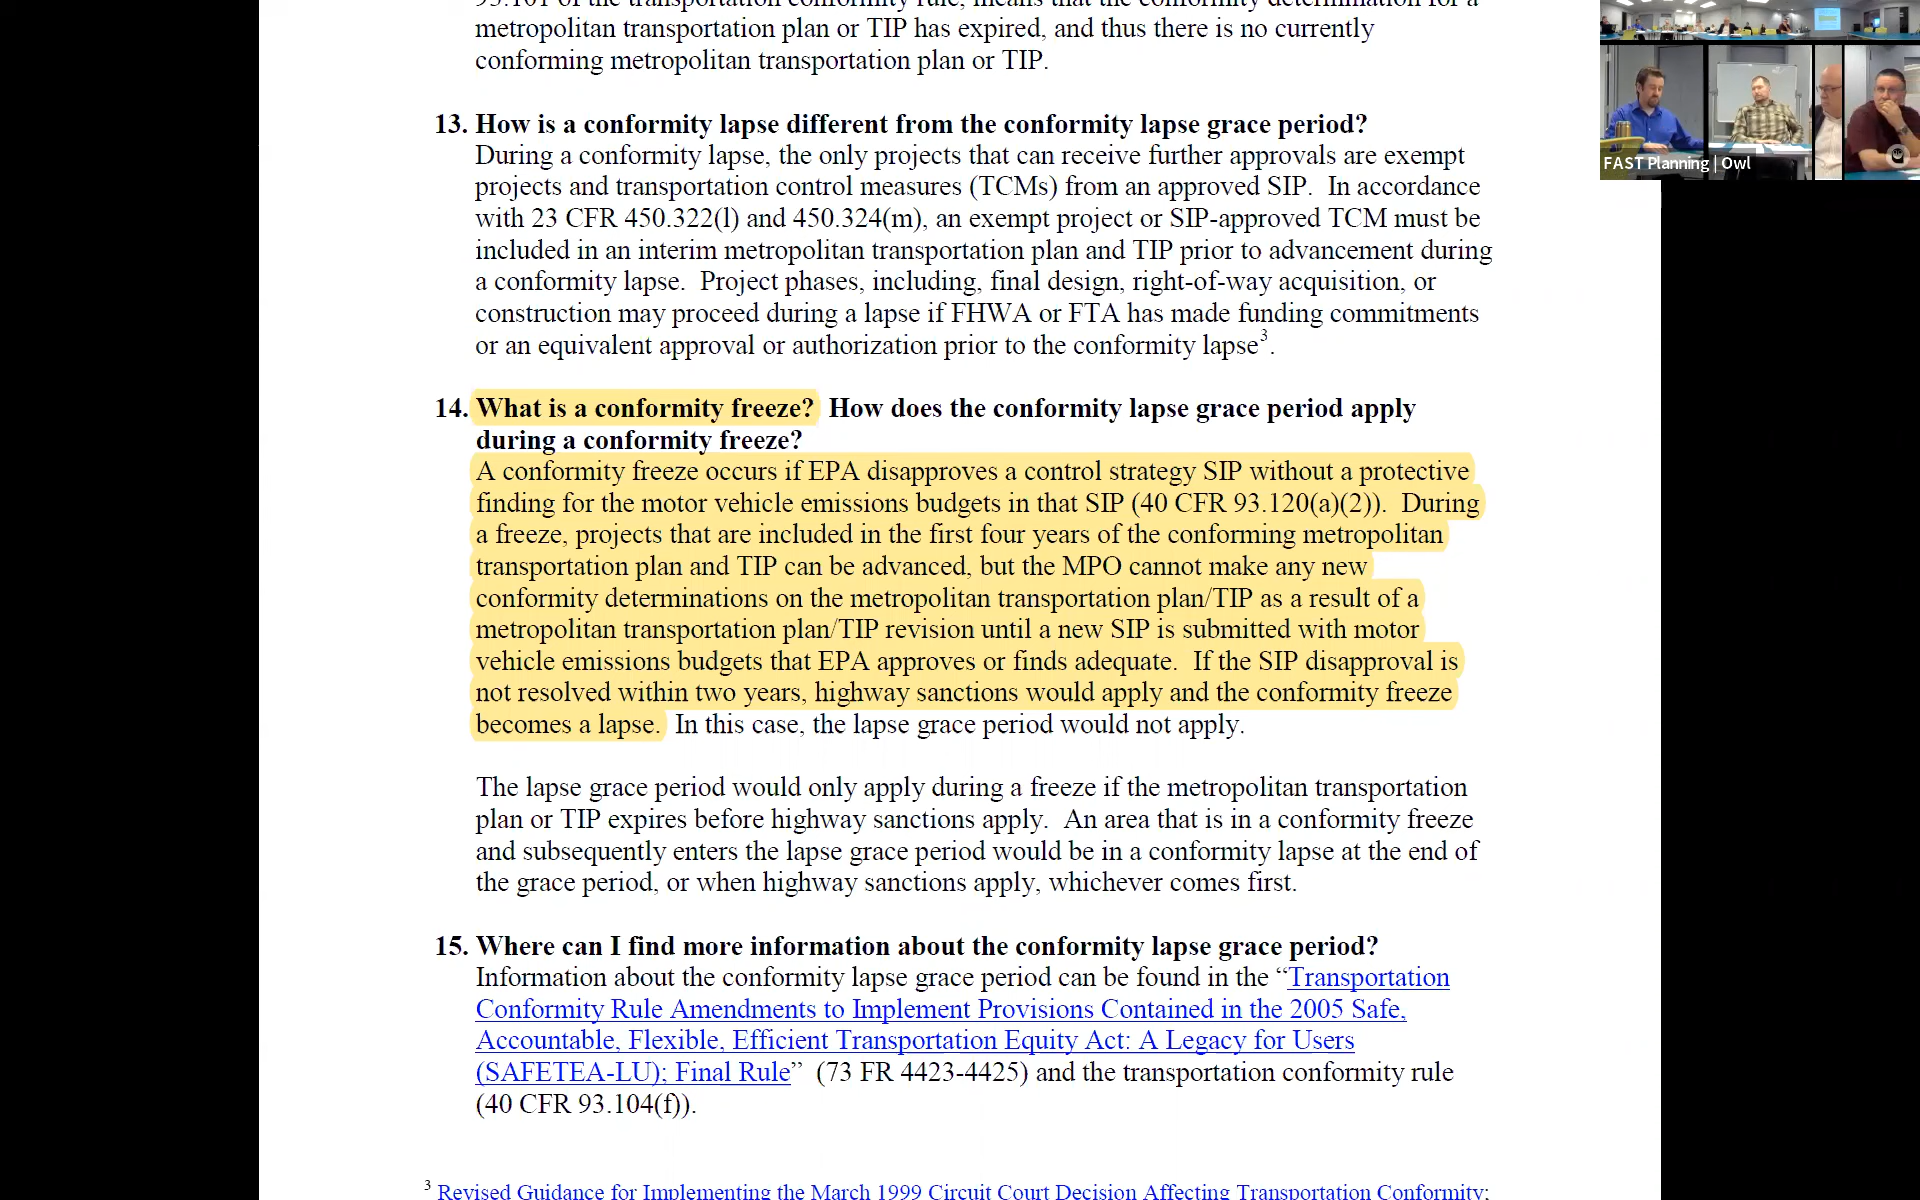 93.101 of the transportation conformity rule, means that the conformity determination for a
metropolitan transportation plan or TIP has expired, and thus there is no currently
conforming metropolitan transportation plan or TIP.
13. How is a conformity lapse different from the conformity lapse grace period?
During a conformity lapse, the only projects that can receive further approvals are exempt
projects and transportation control measures (TCMs) from an approved SIP.  In accordance
with 23 CFR 450.322(l) and 450.324(m), an exempt project or SIP-approved TCM must be
included in an interim metropolitan transportation plan and TIP prior to advancement during
a conformity lapse.  Project phases, including, final design, right-of-way acquisition, or
construction may proceed during a lapse if FHWA or FTA has made funding commitments
or an equivalent approval or authorization prior to the conformity lapse3.
14. What is a conformity freeze?  How does the conformity lapse grace period apply
during a conformity freeze?
A conformity freeze occurs if EPA disapproves a control strategy SIP without a protective
finding for the motor vehicle emissions budgets in that SIP (40 CFR 93.120(a)(2)).  During
a freeze, projects that are included in the first four years of the conforming metropolitan
transportation plan and TIP can be advanced, but the MPO cannot make any new
conformity determinations on the metropolitan transportation plan/TIP as a result of a
metropolitan transportation plan/TIP revision until a new SIP is submitted with motor
vehicle emissions budgets that EPA approves or finds adequate.  If the SIP disapproval is
not resolved within two years, highway sanctions would apply and the conformity freeze
becomes a lapse.  In this case, the lapse grace period would not apply.
The lapse grace period would only apply during a freeze if the metropolitan transportation
plan or TIP expires before highway sanctions apply.  An area that is in a conformity freeze
and subsequently enters the lapse grace period would be in a conformity lapse at the end of
the grace period, or when highway sanctions apply, whichever comes first.
15. Where can I find more information about the conformity lapse grace period?
Information about the conformity lapse grace period can be found in the “Transportation
Conformity Rule Amendments to Implement Provisions Contained in the 2005 Safe,
Accountable, Flexible, Efficient Transportation Equity Act: A Legacy for Users
(SAFETEA-LU); Final Rule”  (73 FR 4423-4425) and the transportation conformity rule
(40 CFR 93.104(f)).
3 Revised Guidance for Implementing the March 1999 Circuit Court Decision Affecting Transportation Conformity;
FAST Planning | Owl